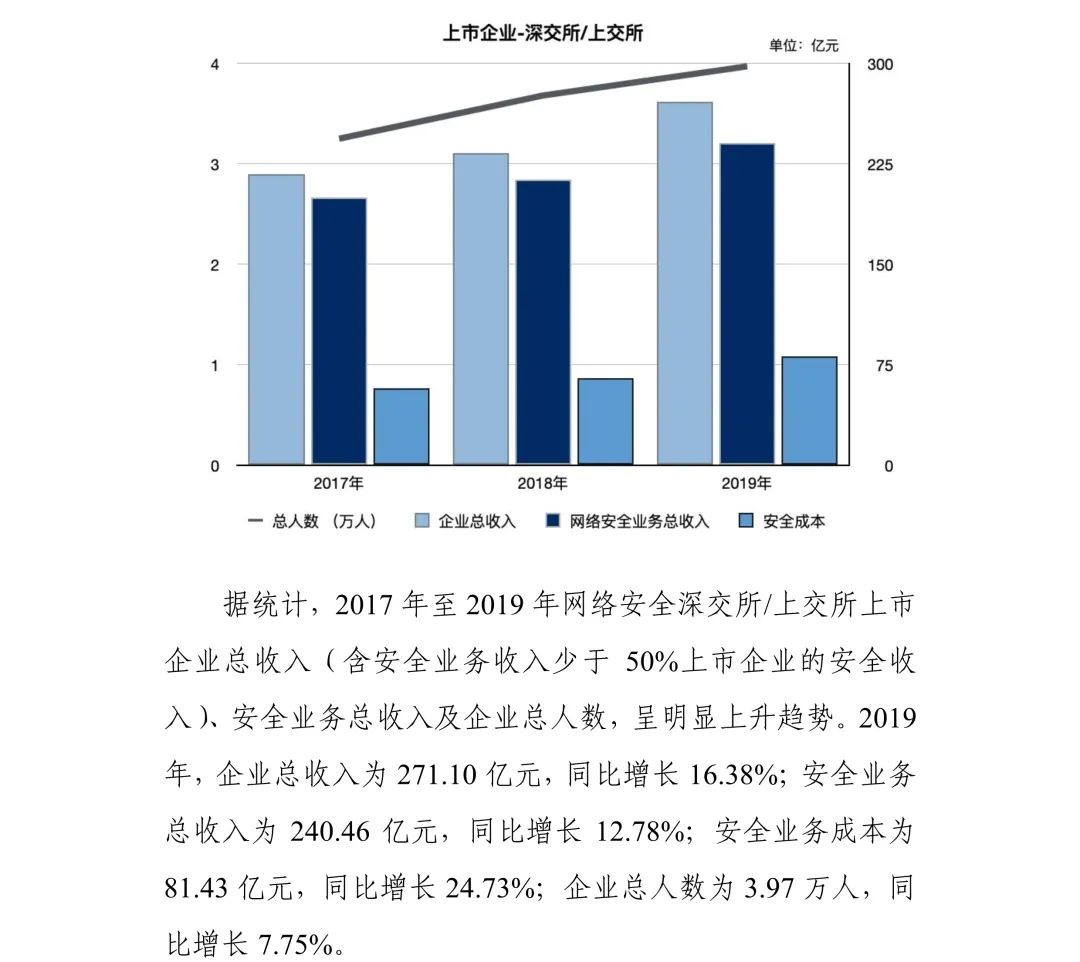 上市企业-深交所/上交所
单位：亿元
4
3
2
1
0
300
225
150
75
0
2017年
2018年
2019年
总人数 （万人）
企业总收入
网络安全业务总收入
安全成本
据统计，2017 年至 2019 年网络安全深交所/上交所上市
企业总收入（含安全业务收入少于 50%上市企业的安全收
入）、安全业务总收入及企业总人数，呈明显上升趋势。2019
年，企业总收入为 271.10 亿元，同比增长 16.38%；安全业务
总收入为 240.46 亿元，同比增长 12.78%；安全业务成本为
81.43 亿元，同比增长 24.73%；企业总人数为 3.97 万人，同
比增长 7.75%。